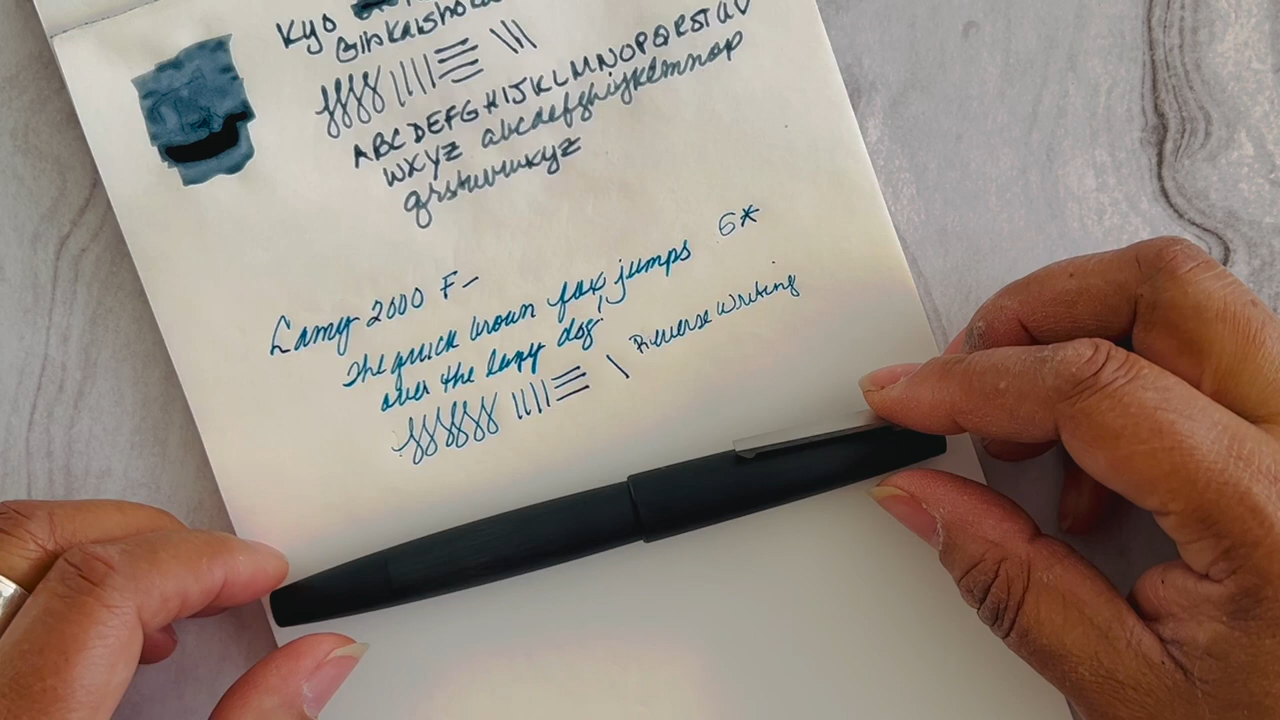 Kyo
ABCDEFGHIJKLMNOPQRSTUV
WXYZ abcdefghijklmnop
qrstuvwxyz
Lamy 2000 F-
The quick brown fox jumps 6*
over the lazy dog!
Reverse Writing